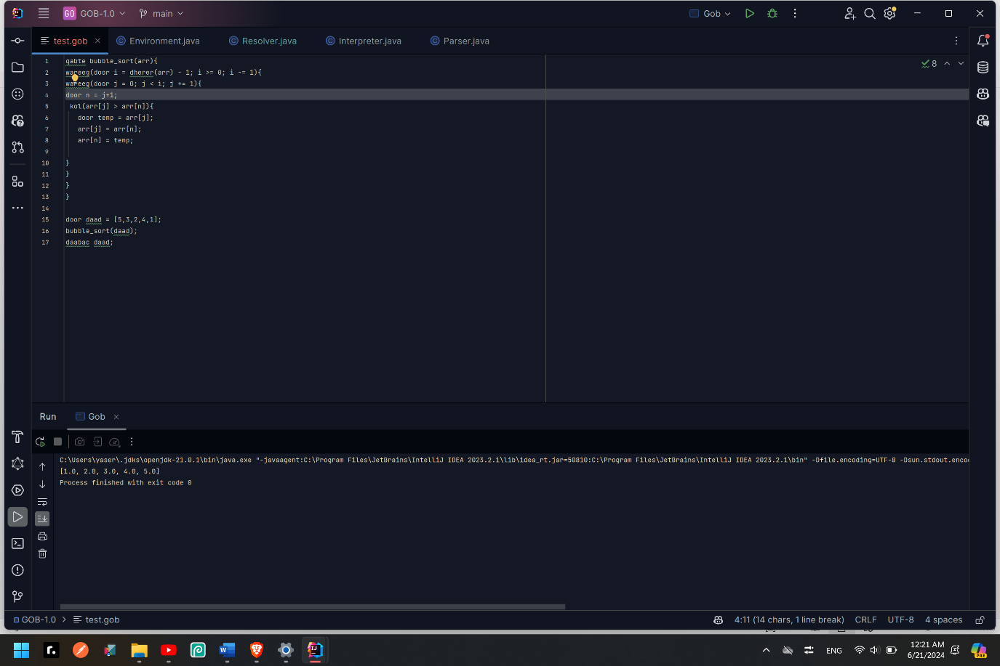 GO GOB-1.0 main Gob
test.gob Environment.java Resolver.java Interpreter.java Parser.java
8
1 qabte bubble_sort(arr){
2 wareeg(door i = dherer(arr) - 1; i >= 0; i -= 1){
3 wareeg(door j = 0; j < i; j += 1){
4 door n = j+1;
5 kol(arr[j] > arr[n]){
6 door temp = arr[j];
7 arr[j] = arr[n];
8 arr[n] = temp;
9
10 }
11 }
12 }
13 }
14
15 door daad = [5,3,2,4,1];
16 bubble_sort(daad);
17 daabac daad;
Run Gob
C:\Users\yaser\.jdks\openjdk-21.0.1\bin\java.exe "-javaagent:C:\Program Files\JetBrains\IntelliJ IDEA 2023.2.1\lib\idea_rt.jar=50810:C:\Program Files\JetBrains\IntelliJ IDEA 2023.2.1\bin" -Dfile.encoding=UTF-8 -Dsun.stdout.enco
[1.0, 2.0, 3.0, 4.0, 5.0]
Process finished with exit code 0
GOB-1.0 > test.gob 4:11 (14 chars, 1 line break) CRLF UTF-8 4 spaces
ENG 12:21 AM
6/21/2024
PRE